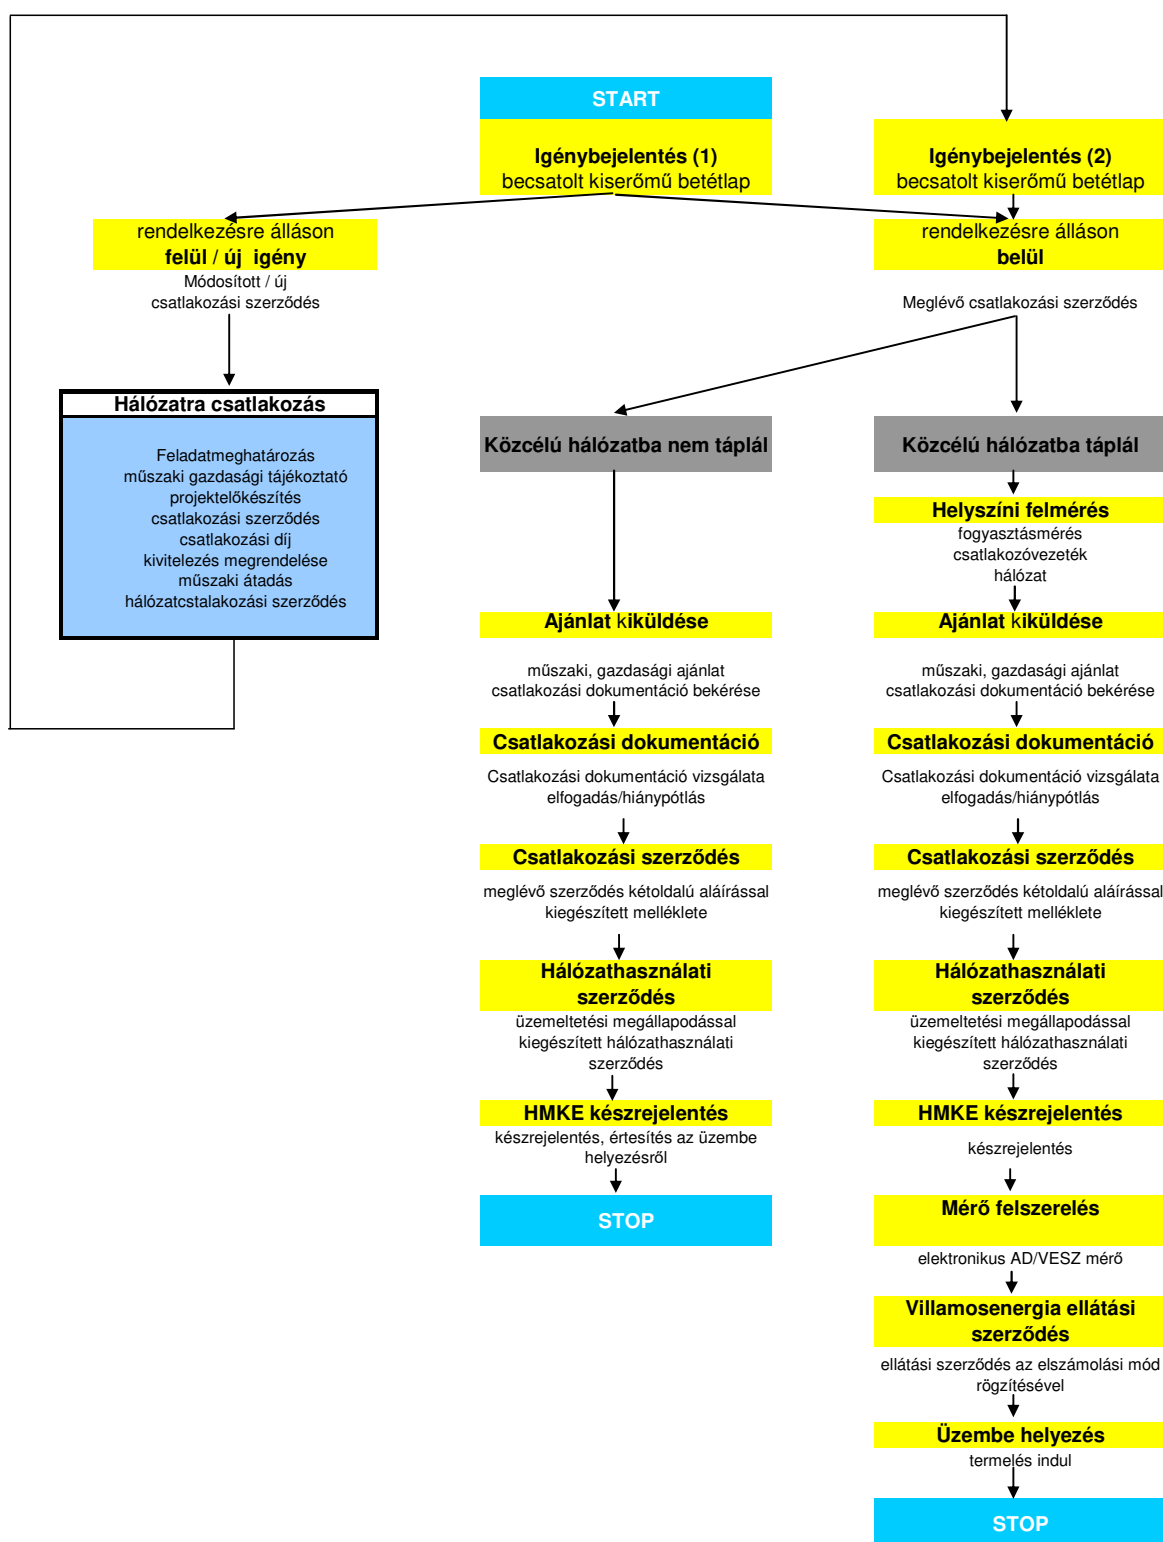 START
Igénybejelentés (1)
becsatolt kiserőmű betétlap
Igénybejelentés (2)
becsatolt kiserőmű betétlap
rendelkezésre álláson
felül / új igény
Módosított / új
csatlakozási szerződés
rendelkezésre álláson
belül
Meglévő csatlakozási szerződés
Hálózatra csatlakozás
Feladatmeghatározás
műszaki gazdasági tájékoztató
projektelőkészítés
csatlakozási szerződés
csatlakozási díj
kivitelezés megrendelése
műszaki átadás
hálózatcstalakozási szerződés
Közcélú hálózatba nem táplál
Ajánlat kiküldése
műszaki, gazdasági ajánlat
csatlakozási dokumentáció bekérése
Csatlakozási dokumentáció
Csatlakozási dokumentáció vizsgálata
elfogadás/hiánypótlás
Csatlakozási szerződés
meglévő szerződés kétoldalú aláírással
kiegészített melléklete
Hálózathasználati
szerződés
üzemeltetési megállapodással
kiegészített hálózathasználati
szerződés
HMKE készrejelentés
készrejelentés, értesítés az üzembe
helyezésről
STOP
Közcélú hálózatba táplál
Helyszíni felmérés
fogyasztásmérés
csatlakozóvezeték
hálózat
Ajánlat kiküldése
műszaki, gazdasági ajánlat
csatlakozási dokumentáció bekérése
Csatlakozási dokumentáció
Csatlakozási dokumentáció vizsgálata
elfogadás/hiánypótlás
Csatlakozási szerződés
meglévő szerződés kétoldalú aláírással
kiegészített melléklete
Hálózathasználati
szerződés
üzemeltetési megállapodással
kiegészített hálózathasználati
szerződés
HMKE készrejelentés
készrejelentés
Mérő felszerelés
elektronikus AD/VESZ mérő
Villamosenergia ellátási
szerződés
ellátási szerződés az elszámolási mód
rögzítésével
Üzembe helyezés
termelés indul
STOP